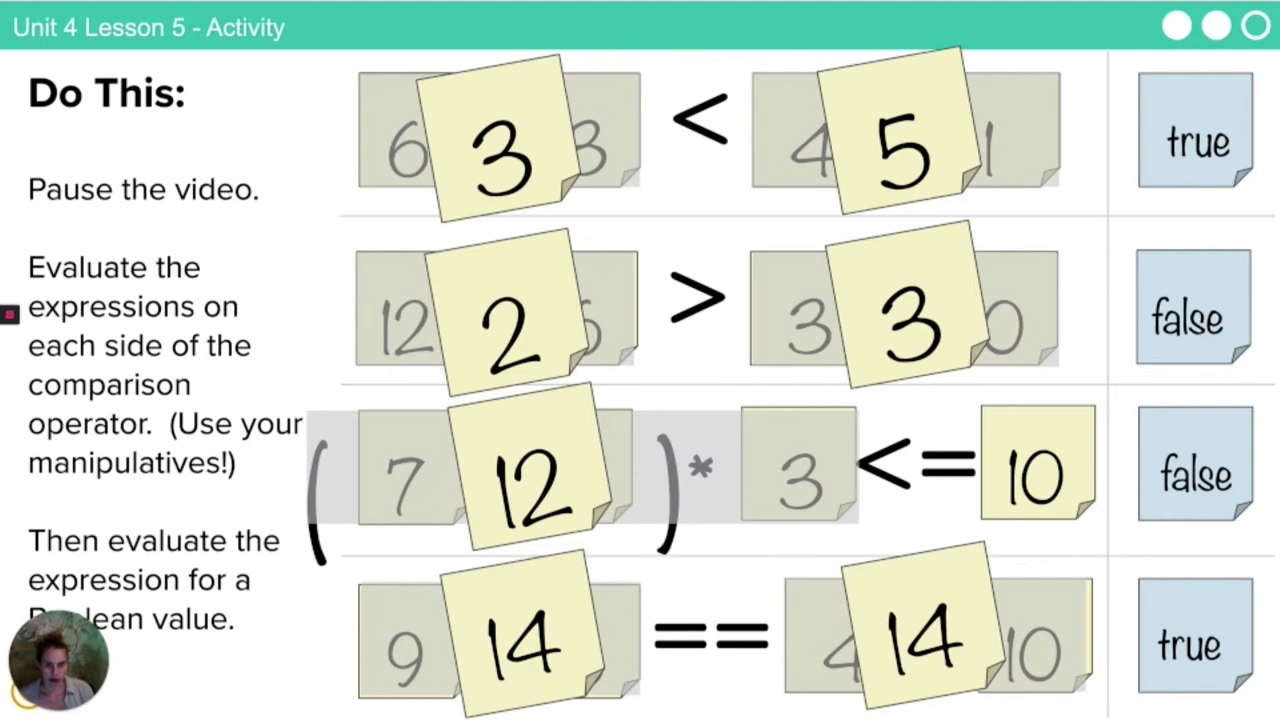 Unit 4 Lesson 5 - Activity
Do This:
Pause the video.
Evaluate the
expressions on
each side of the
comparison
operator. (Use your
manipulatives!)
Then evaluate the
expression for a
lean value.
6 3 3 < 4 5 1 true
12 2 > 3 3 0 false
( 7 12 ) * 3 <= 10 false
9 14 == 4 14 10 true